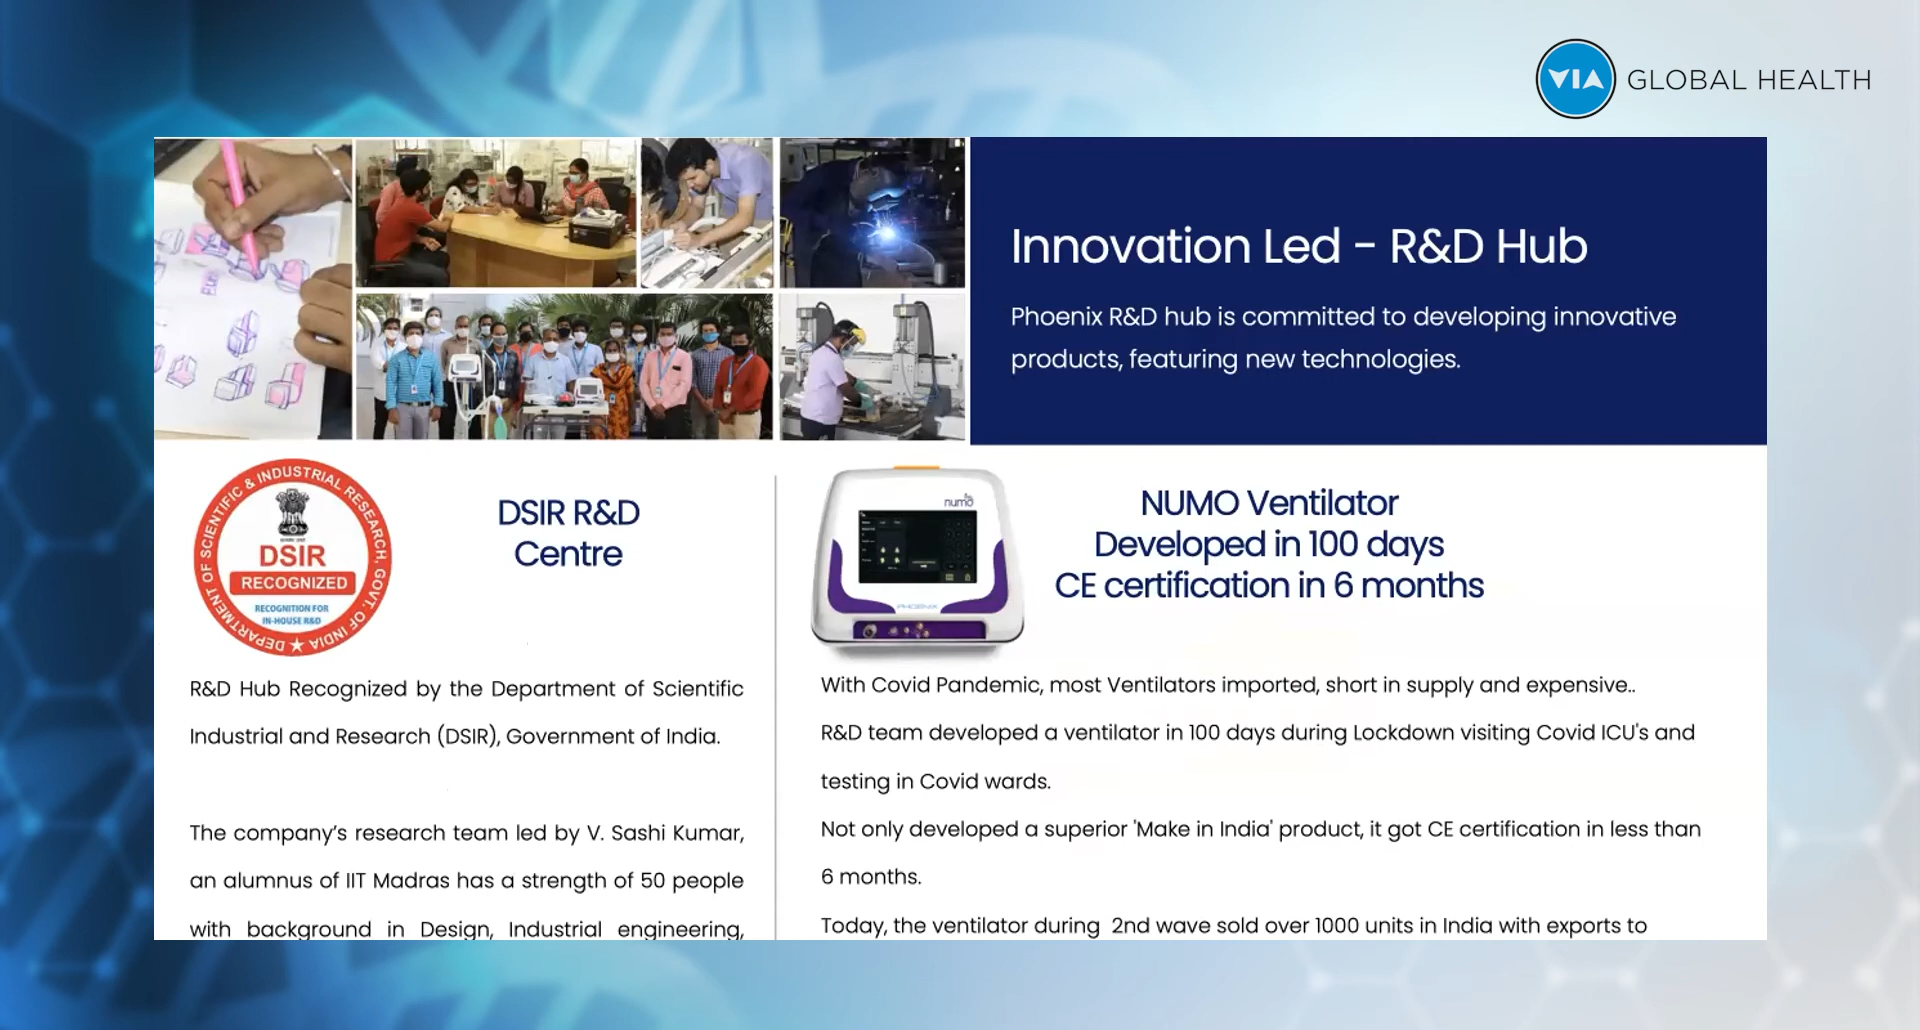 VIA GLOBAL HEALTH
Innovation Led - R&D Hub
Phoenix R&D hub is committed to developing innovative
products, featuring new technologies.
DEPARTMENT OF SCIENTIFIC & INDUSTRIAL RESEARCH, GOVT. OF INDIA
DSIR
RECOGNIZED
RECOGNITION FOR
IN-HOUSE R&D
DSIR R&D
Centre
R&D Hub Recognized by the Department of Scientific
Industrial and Research (DSIR), Government of India.
The company's research team led by V. Sashi Kumar,
an alumnus of IIT Madras has a strength of 50 people
with background in Design, Industrial engineering,
numo
PHOENIX
NUMO Ventilator
Developed in 100 days
CE certification in 6 months
With Covid Pandemic, most Ventilators imported, short in supply and expensive..
R&D team developed a ventilator in 100 days during Lockdown visiting Covid ICU's and
testing in Covid wards.
Not only developed a superior 'Make in India' product, it got CE certification in less than
6 months.
Today, the ventilator during 2nd wave sold over 1000 units in India with exports to